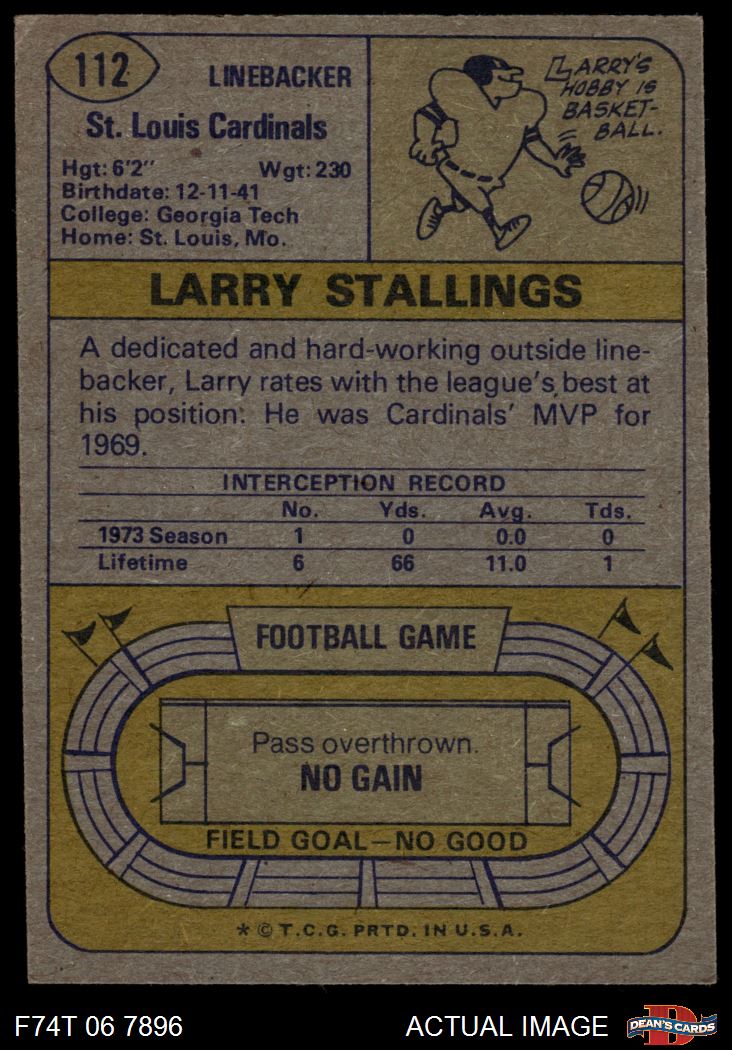 112
LINEBACKER
St. Louis Cardinals
Hgt: 6'2" Wgt: 230
Birthdate: 12-11-41
College: Georgia Tech
Home: St. Louis, Mo.
LARRY'S
HOBBY IS
BASKET-
BALL.
LARRY STALLINGS
A dedicated and hard-working outside line-
backer, Larry rates with the league's best at
his position. He was Cardinals' MVP for
1969.
INTERCEPTION RECORD
No. Yds. Avg. Tds.
1973 Season 1 0 0.0 0
Lifetime 6 66 11.0 1
FOOTBALL GAME
Pass overthrown.
NO GAIN
FIELD GOAL—NO GOOD
* © T.C.G. PRTD. IN U.S.A.
F74T 06 7896 ACTUAL IMAGE
D
DEAN'S CARDS